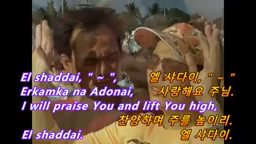 El shaddai, " ~ ", 엘 샤다이, " ~ "
Erkamka na Adonai, 사랑해요 주님.
I will praise You and lift You high,
찬양하며 주를 높이리.
El shaddai. 엘 샤다이.